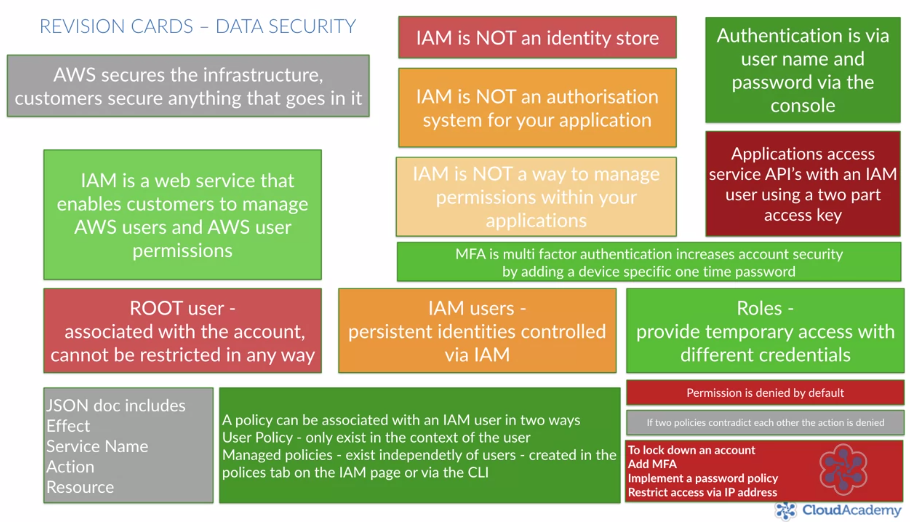 REVISION CARDS – DATA SECURITY
AWS secures the infrastructure,
customers secure anything that goes in it
IAM is NOT an identity store
IAM is NOT an authorisation
system for your application
Authentication is via
user name and
password via the
console
IAM is a web service that
enables customers to manage
AWS users and AWS user
permissions
IAM is NOT a way to manage
permissions within your
applications
Applications access
service API's with an IAM
user using a two part
access key
MFA is multi factor authentication increases account security
by adding a device specific one time password
ROOT user -
associated with the account,
cannot be restricted in any way
IAM users -
persistent identities controlled
via IAM
Roles -
provide temporary access with
different credentials
JSON doc includes
Effect
Service Name
Action
Resource
A policy can be associated with an IAM user in two ways
User Policy - only exist in the context of the user
Managed policies - exist independetly of users - created in the
polices tab on the IAM page or via the CLI
Permission is denied by default
If two policies contradict each other the action is denied
To lock down an account
Add MFA
Implement a password policy
Restrict access via IP address
CloudAcademy